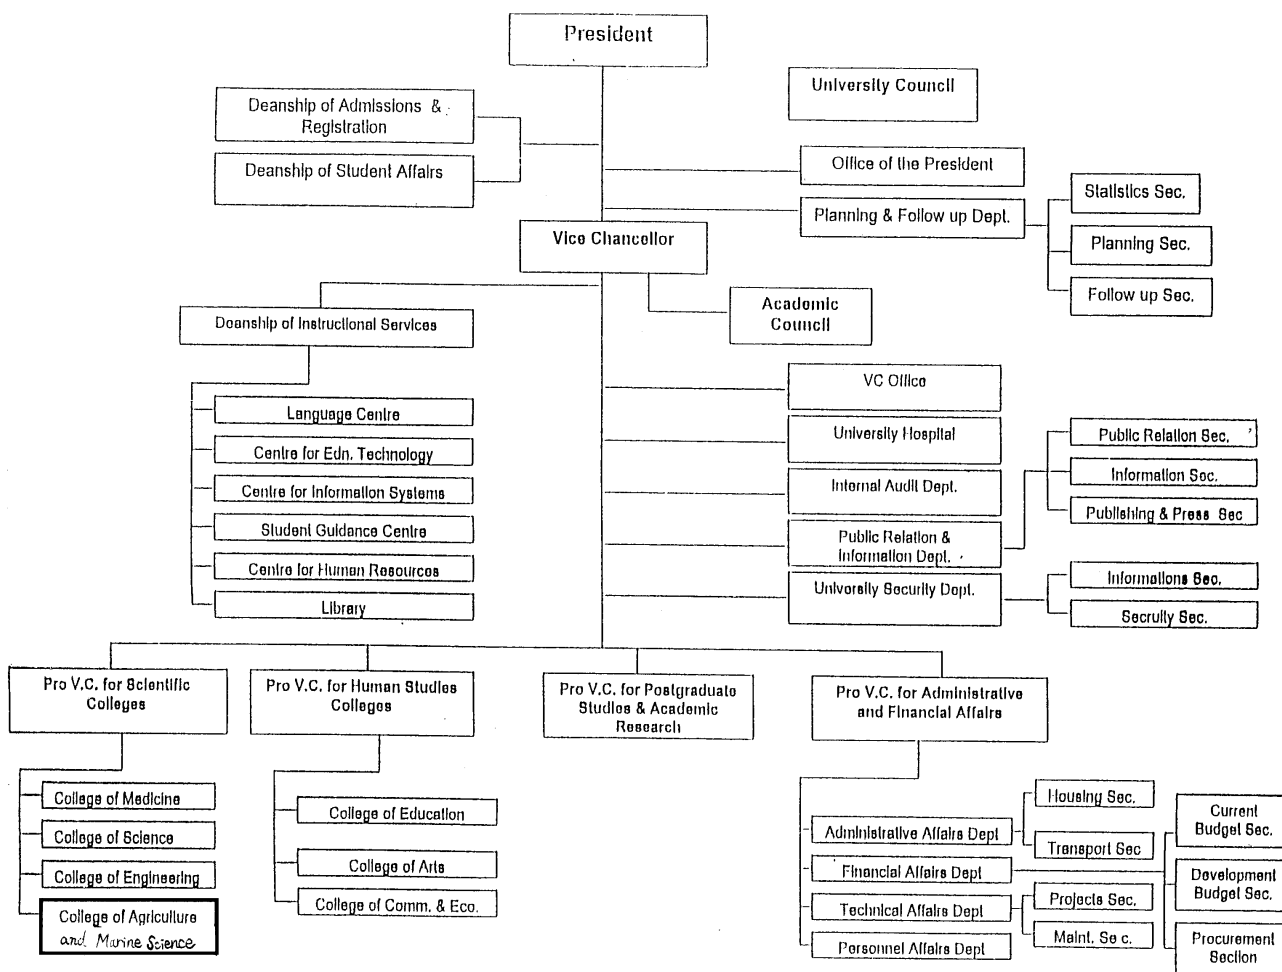 President
University Council
Deanship of Admissions &
Registration
Deanship of Student Affairs
Office of the President
Planning & Follow up Dept.
Statistics Sec.
Planning Sec.
Follow up Sec.
Vice Chancellor
Academic
Council
Deanship of Instructional Services
Language Centre
Centre for Edn. Technology
Centre for Information Systems
Student Guidance Centre
Centre for Human Resources
Library
VC Office
University Hospital
Internal Audit Dept.
Public Relation &
Information Dept.
University Security Dept.
Public Relation Sec.
Information Sec.
Publishing & Press Sec
Informations Sec.
Secruity Sec.
Pro V.C. for Scientific
Colleges
Pro V.C. for Human Studies
Colleges
Pro V.C. for Postgraduate
Studies & Academic
Research
Pro V.C. for Administrative
and Financial Affairs
College of Medicine
College of Science
College of Engineering
College of Agriculture
and Marine Science
College of Education
College of Arts
College of Comm. & Eco.
Administrative Affairs Dept
Financial Affairs Dept
Technical Affairs Dept
Personnel Affairs Dept
Housing Sec.
Transport Sec
Projects Sec.
Maint. Sec.
Current
Budget Sec.
Development
Budget Sec.
Procurement
Section